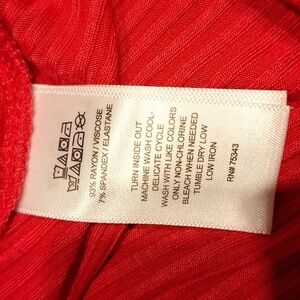 93% RAYON / VISCOSE
7% SPANDEX / ELASTANE
TURN INSIDE OUT
MACHINE WASH COOL-
DELICATE CYCLE
WASH WITH LIKE COLORS
ONLY NON-CHLORINE
BLEACH WHEN NEEDED
TUMBLE DRY LOW
LOW IRON
RN# 75343